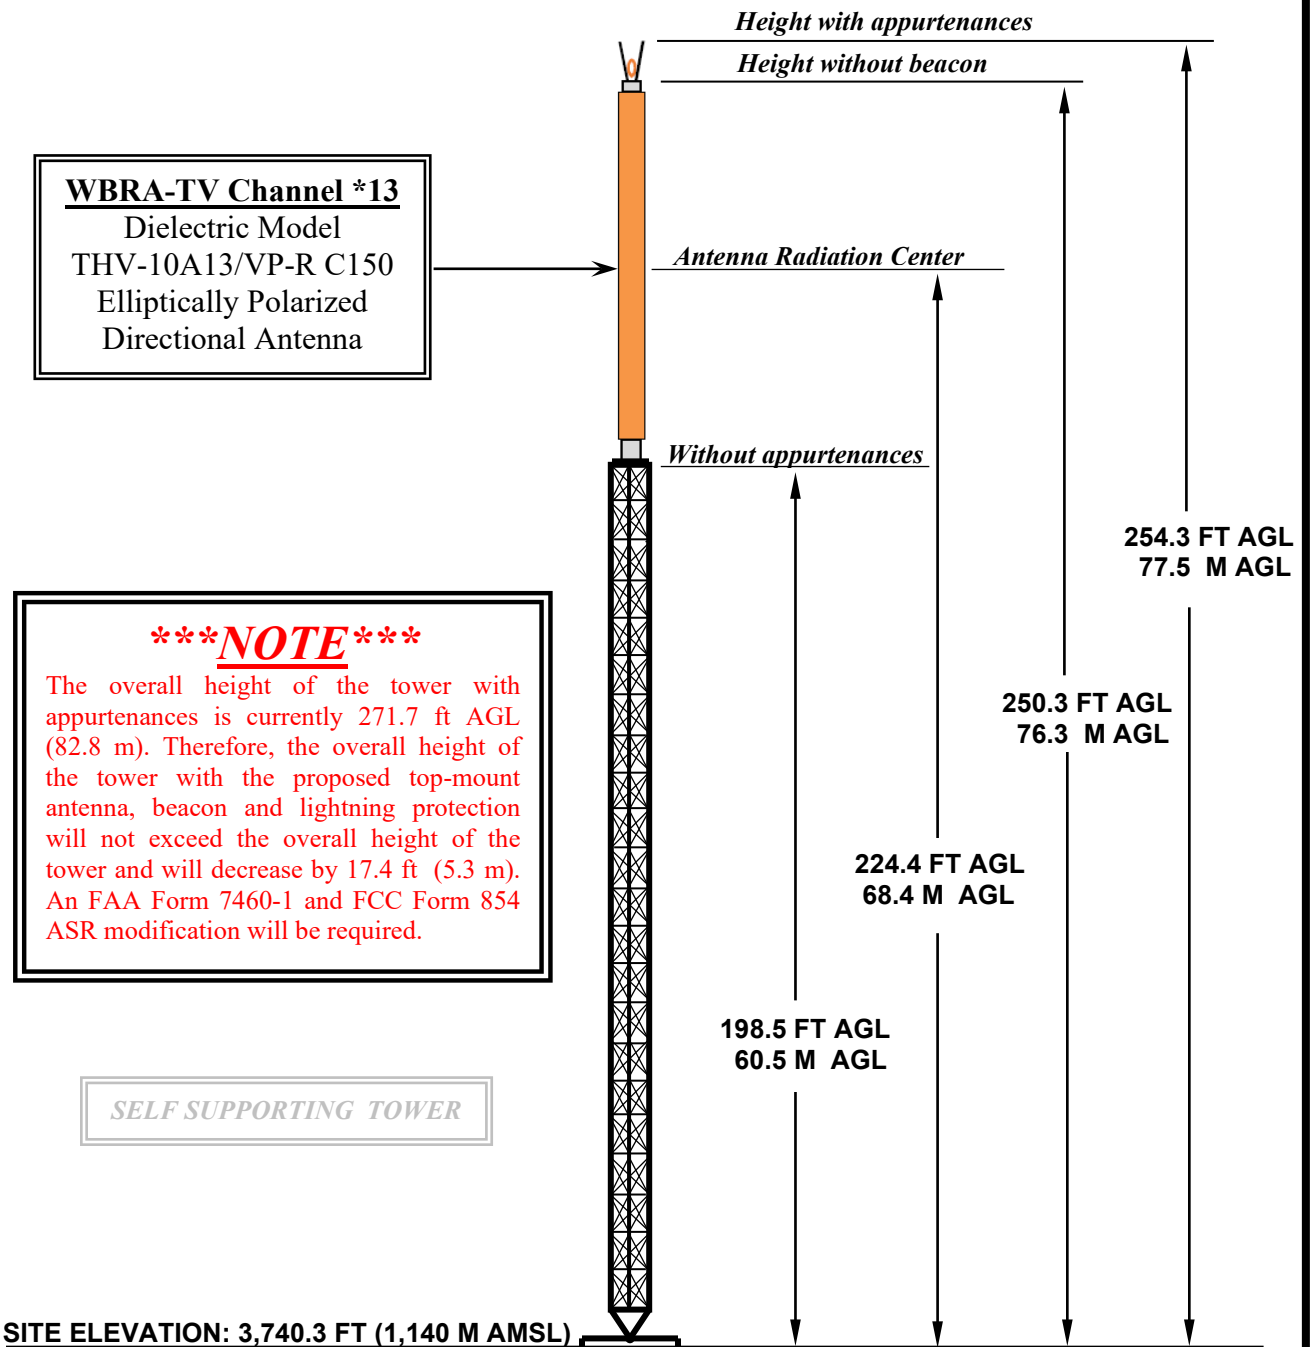 Height with appurtenances
Height without beacon
WBRA-TV Channel *13
Dielectric Model
THV-10A13/VP-R C150
Elliptically Polarized
Directional Antenna
Antenna Radiation Center
Without appurtenances
254.3 FT AGL
77.5 M AGL
***NOTE***
The overall height of the tower with
appurtenances is currently 271.7 ft AGL
(82.8 m). Therefore, the overall height of
the tower with the proposed top-mount
antenna, beacon and lightning protection
will not exceed the overall height of the
tower and will decrease by 17.4 ft (5.3 m).
An FAA Form 7460-1 and FCC Form 854
ASR modification will be required.
250.3 FT AGL
76.3 M AGL
224.4 FT AGL
68.4 M AGL
198.5 FT AGL
60.5 M AGL
SELF SUPPORTING TOWER
SITE ELEVATION: 3,740.3 FT (1,140 M AMSL)